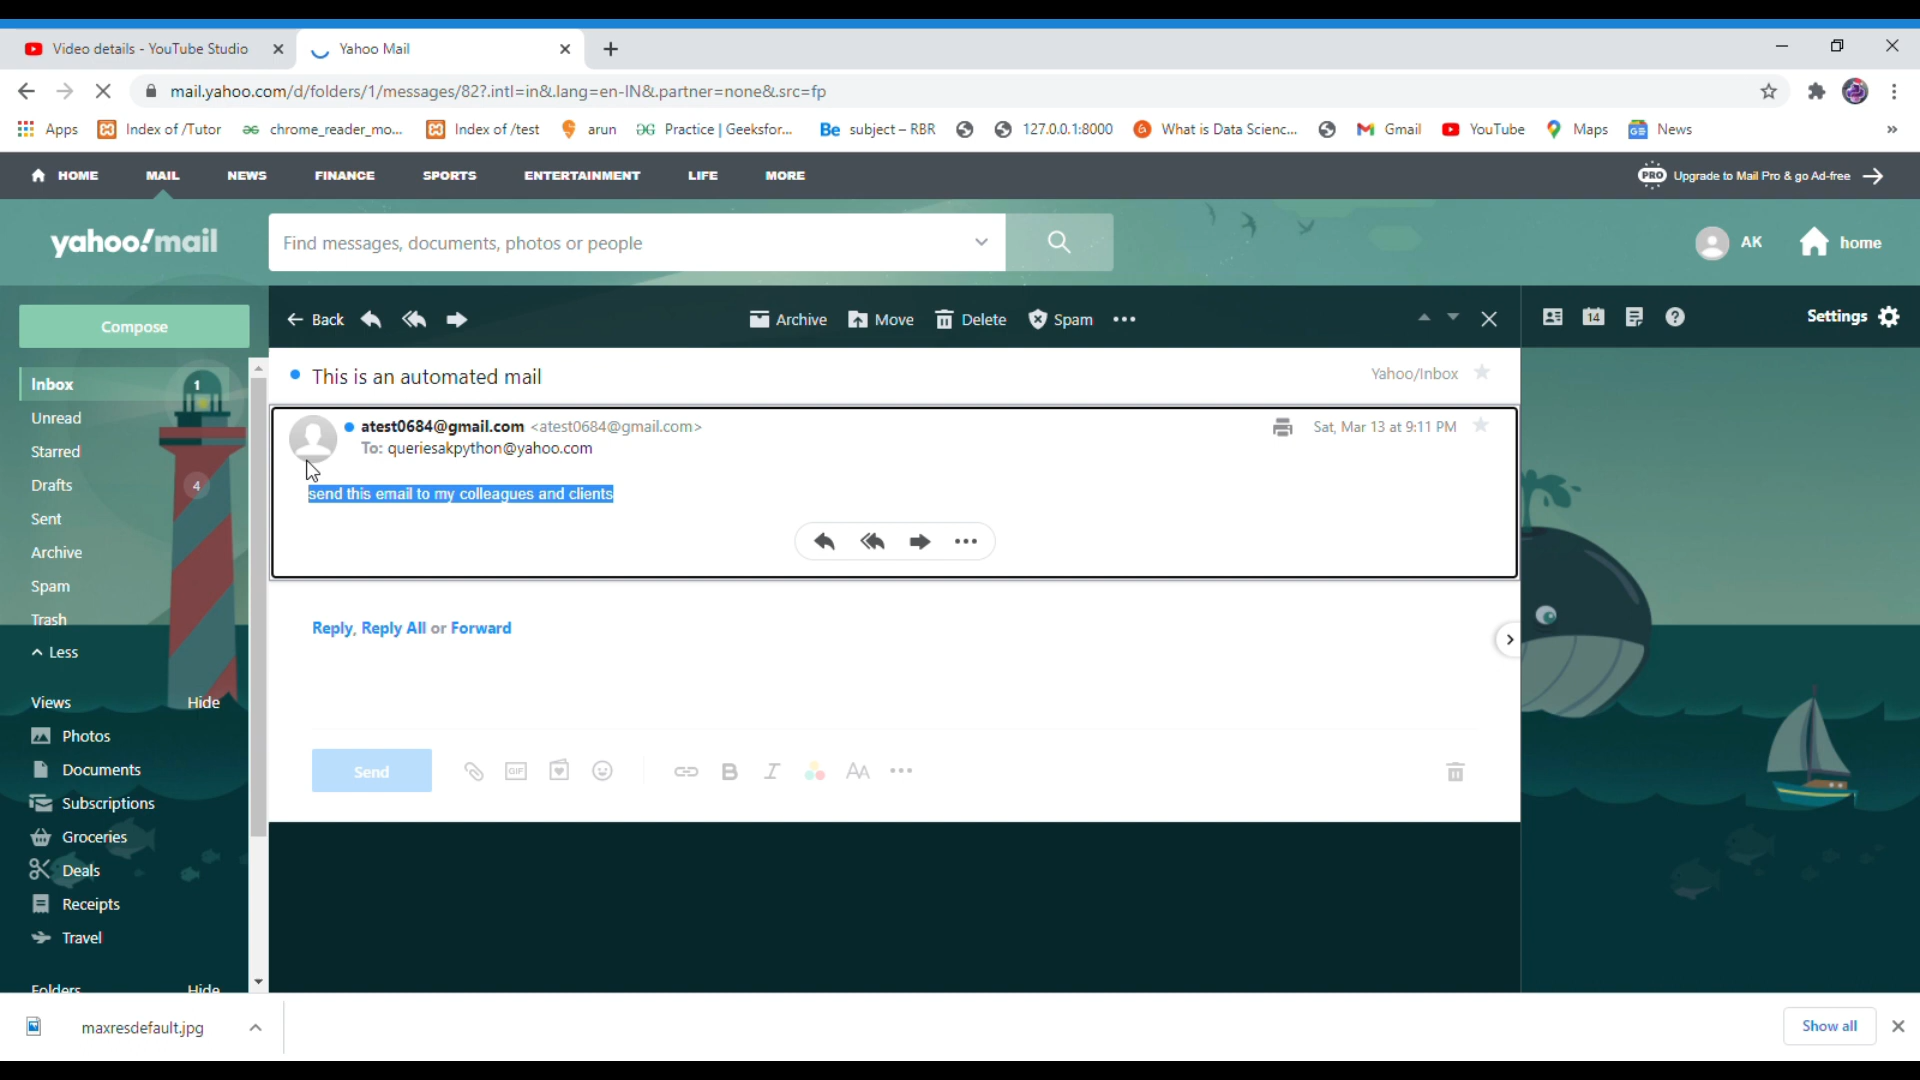 Video details - YouTube Studio
Yahoo Mail
mail.yahoo.com/d/folders/1/messages/82?.intl=in&.lang=en-IN&.partner=none&.src=fp
Apps Index of /Tutor chrome_reader_mo... Index of /test arun Practice | Geeksfor... Be subject – RBR 127.0.0.1:8000 What is Data Scienc... Gmail YouTube Maps News »
HOME MAIL NEWS FINANCE SPORTS ENTERTAINMENT LIFE MORE PRO Upgrade to Mail Pro & go Ad-free
yahoo!mail Find messages, documents, photos or people AK home
Compose Back Archive Move Delete Spam 14 Settings
This is an automated mail Yahoo/Inbox
atest0684@gmail.com <atest0684@gmail.com> Sat, Mar 13 at 9:11 PM
To: queriesakpython@yahoo.com
send this email to my colleagues and clients
Reply, Reply All or Forward
Send GIF B I AA
Inbox 1
Unread
Starred
Drafts 4
Sent
Archive
Spam
Trash
Less
Views Hide
Photos
Documents
Subscriptions
Groceries
Deals
Receipts
Travel
Folders Hide
maxresdefault.jpg Show all